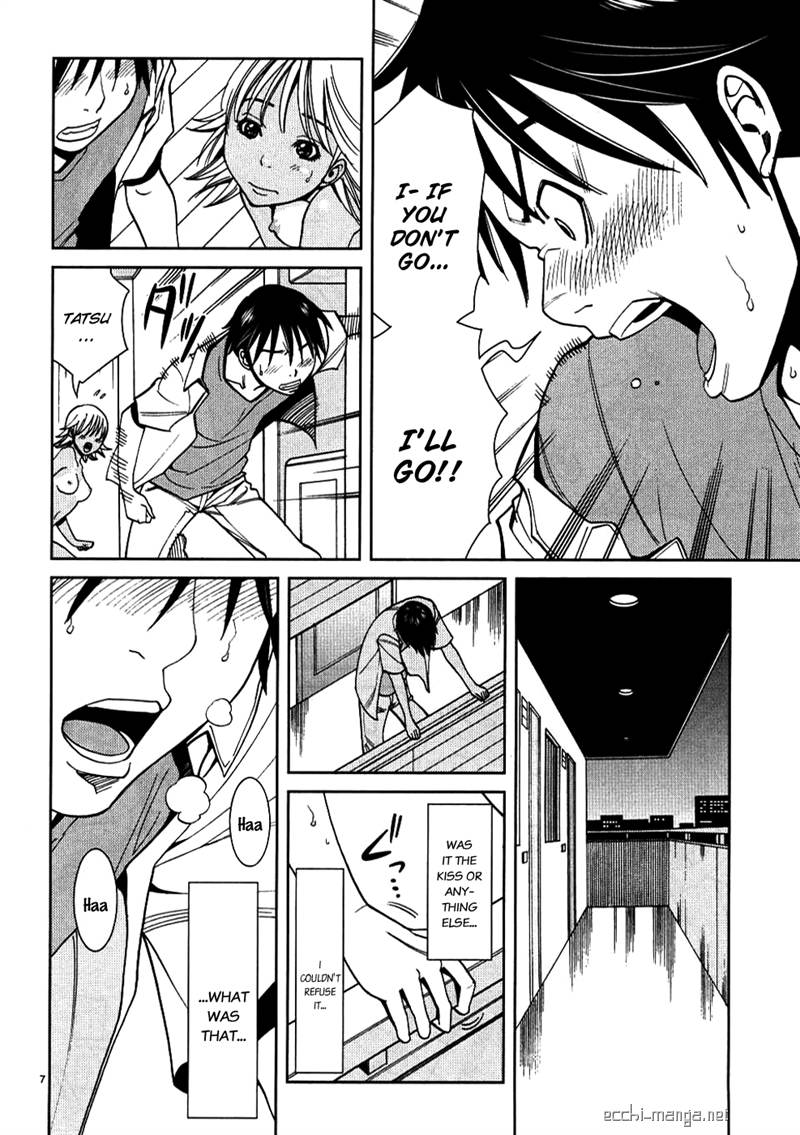 I- IF
YOU
DON'T
GO...
I'LL
GO!!
TATSU
...
WAS
IT THE
KISS OR
ANY-
THING
ELSE...
I
COULDN'T
REFUSE
IT...
Haa
Haa
...WHAT
WAS
THAT...
7
ecchi-manga.net